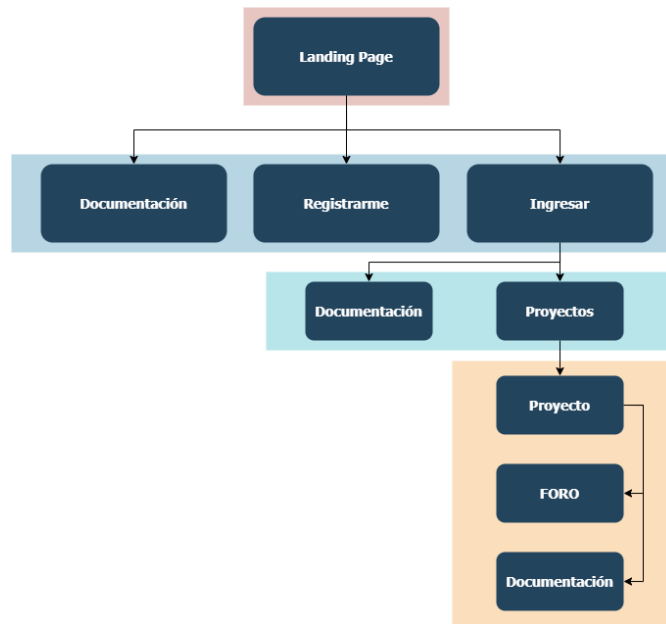 Landing Page
Documentación
Registrarme
Ingresar
Documentación
Proyectos
Proyecto
FORO
Documentación